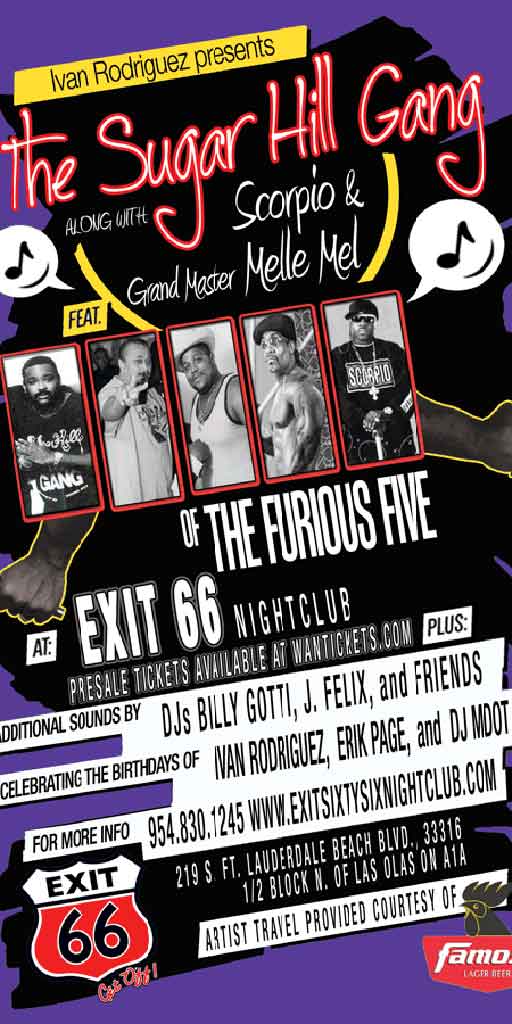 Ivan Rodriguez presents
The Sugar Hill Gang
ALONG WITH
Scorpio &
Grand Master Melle Mel
FEAT.
GANG
SCORPIO
OF THE FURIOUS FIVE
AT: EXIT 66 NIGHTCLUB
PRESALE TICKETS AVAILABLE AT WANTICKETS.COM
PLUS:
ADDITIONAL SOUNDS BY DJs BILLY GOTTI, J. FELIX, and FRIENDS
CELEBRATING THE BIRTHDAYS OF IVAN RODRIGUEZ, ERIK PAGE, and DJ MDOT
FOR MORE INFO 954.830.1245 WWW.EXITSIXTYSIXNIGHTCLUB.COM
219 S. FT. LAUDERDALE BEACH BLVD., 33316
1/2 BLOCK N. OF LAS OLAS ON A1A
ARTIST TRAVEL PROVIDED COURTESY OF
EXIT
66
Get Off!
famo
LAGER BEER